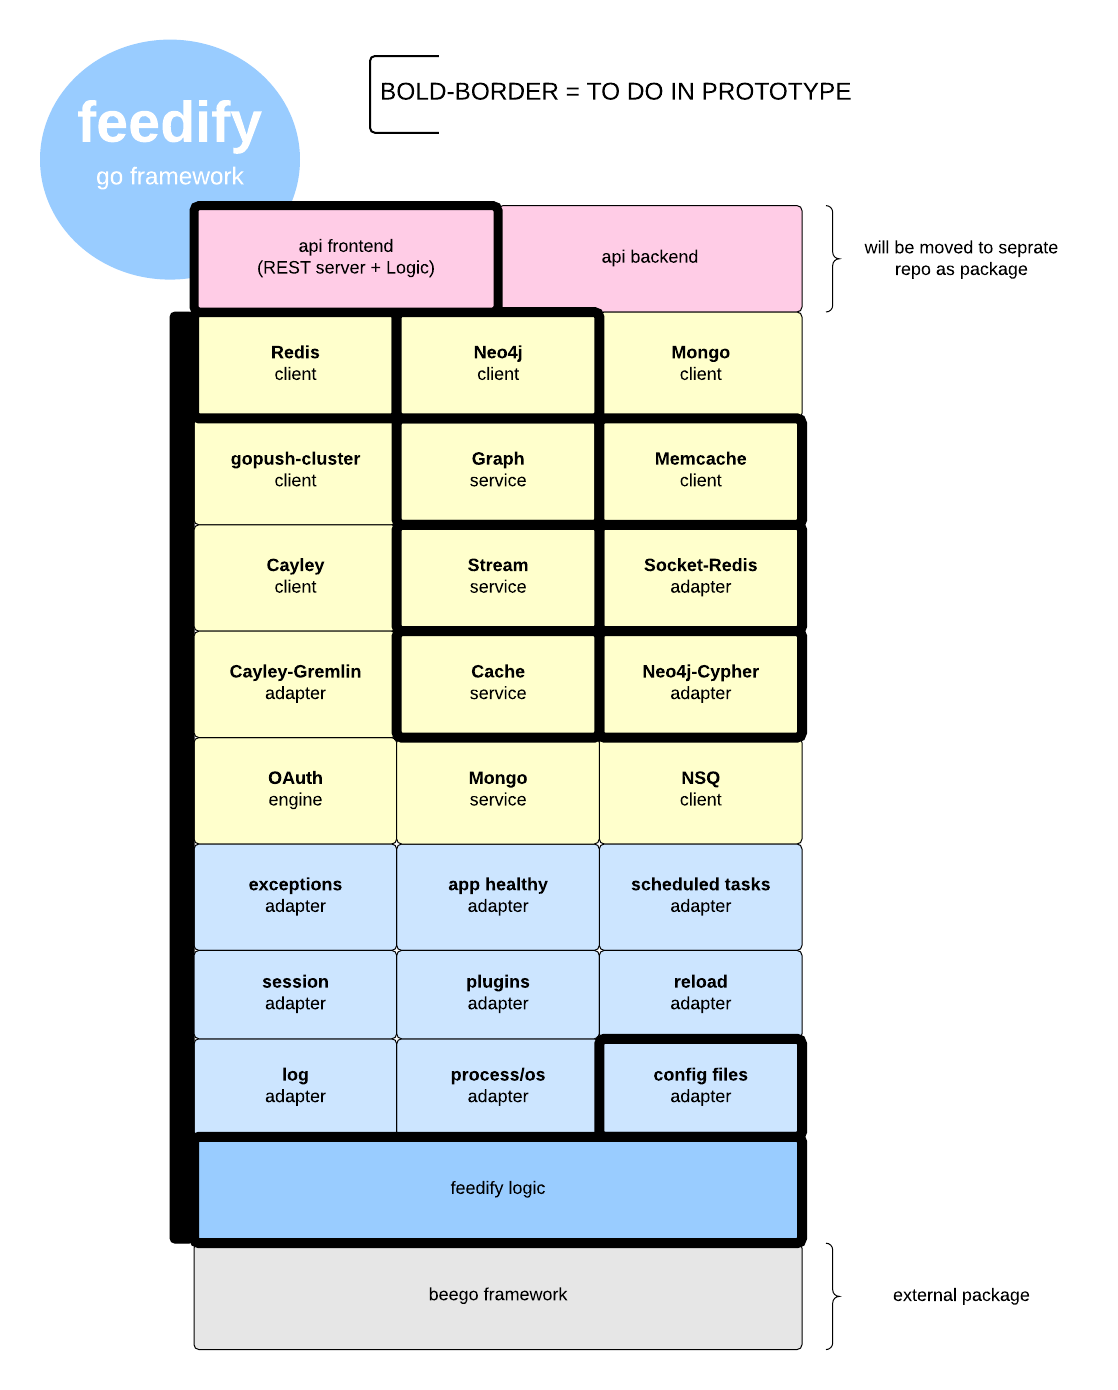 feedify
go framework
BOLD-BORDER = TO DO IN PROTOTYPE
api frontend
(REST server + Logic)
api backend
will be moved to seprate
repo as package
Redis
client
Neo4j
client
Mongo
client
gopush-cluster
client
Graph
service
Memcache
client
Cayley
client
Stream
service
Socket-Redis
adapter
Cayley-Gremlin
adapter
Cache
service
Neo4j-Cypher
adapter
OAuth
engine
Mongo
service
NSQ
client
exceptions
adapter
app healthy
adapter
scheduled tasks
adapter
session
adapter
plugins
adapter
reload
adapter
log
adapter
process/os
adapter
config files
adapter
feedify logic
beego framework
external package